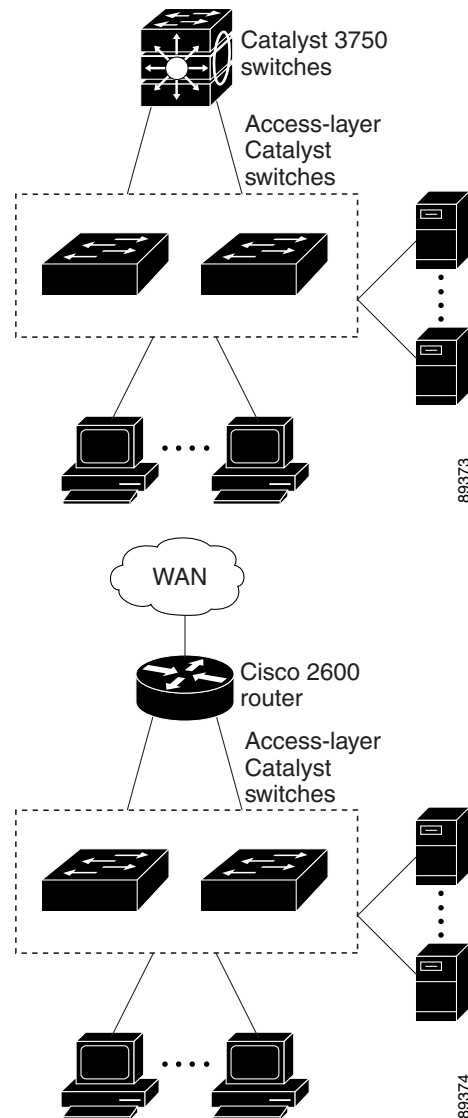 Catalyst 3750
switches
Access-layer
Catalyst
switches
89373
WAN
Cisco 2600
router
Access-layer
Catalyst
switches
89374